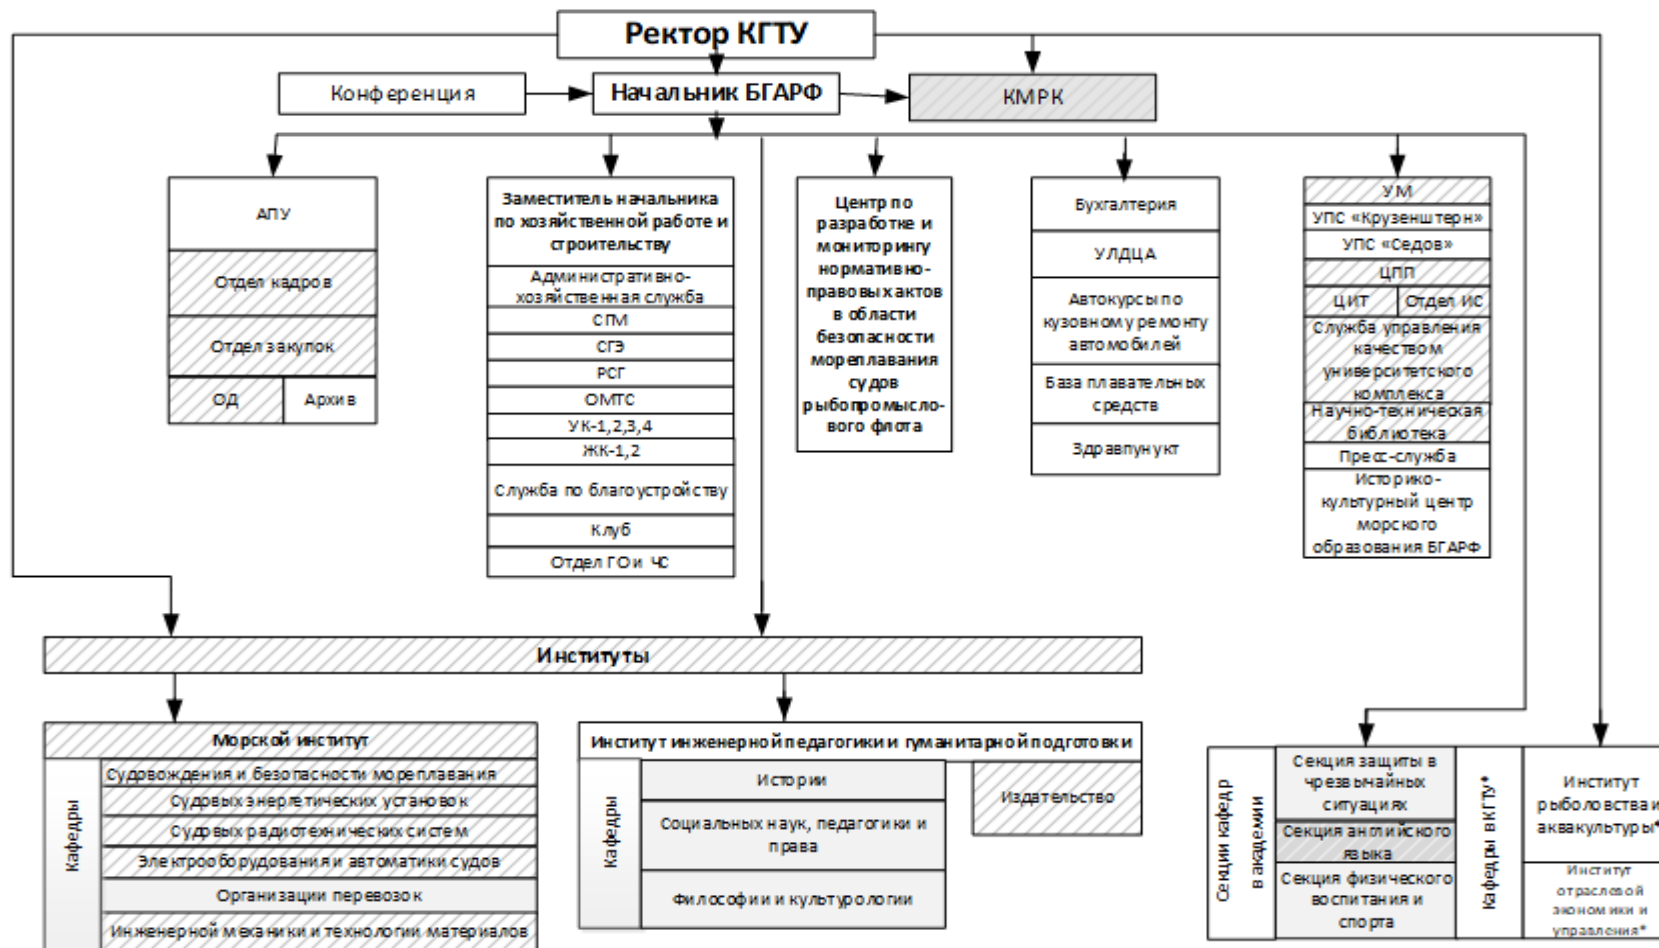 Ректор КГТУ
Конференция
Начальник БГАРФ
КМРК
АПУ
Отдел кадров
Отдел закупок
ОД
Архив
Заместитель начальника
по хозяйственной работе и
строительству
Административно-
хозяйственная служба
СГМ
СГЭ
РСГ
ОМТС
УК-1,2,3,4
ЖК-1,2
Служба по благоустройству
Клуб
Отдел ГО и ЧС
Центр по
разработке и
мониторингу
нормативно-
правовых актов
в области
безопасности
мореплавания
судов
рыбопромысло-
вого флота
Бухгалтерия
УЛДЦА
Автокурсы по
кузовному ремонту
автомобилей
База плавательных
средств
Здравпунукт
УМ
УПС «Крузенштерн»
УПС «Седов»
ЦПП
ЦИТ
Отдел ИС
Служба управления
качеством
университетского
комплекса
Научно-техническая
библиотека
Пресс-служба
Историко-
культурный центр
морского
образования БГАРФ
Институты
Морской институт
Кафедры
Судовождения и безопасности мореплавания
Судовых энергетических установок
Судовых радиотехнических систем
Электрооборудования и автоматики судов
Организации перевозок
Инженерной механики и технологии материалов
Институт инженерной педагогики и гуманитарной подготовки
Кафедры
Истории
Социальных наук, педагогики и
права
Философии и культурологии
Издательство
Секции кафедр
в академии
Секция защиты в
чрезвычайных
ситуациях
Секция английского
языка
Секция физического
воспитания и
спорта
Кафедры в КГТУ*
Институт
рыболовства и
аквакультуры*
Институт
отраслевой
экономики и
управления*